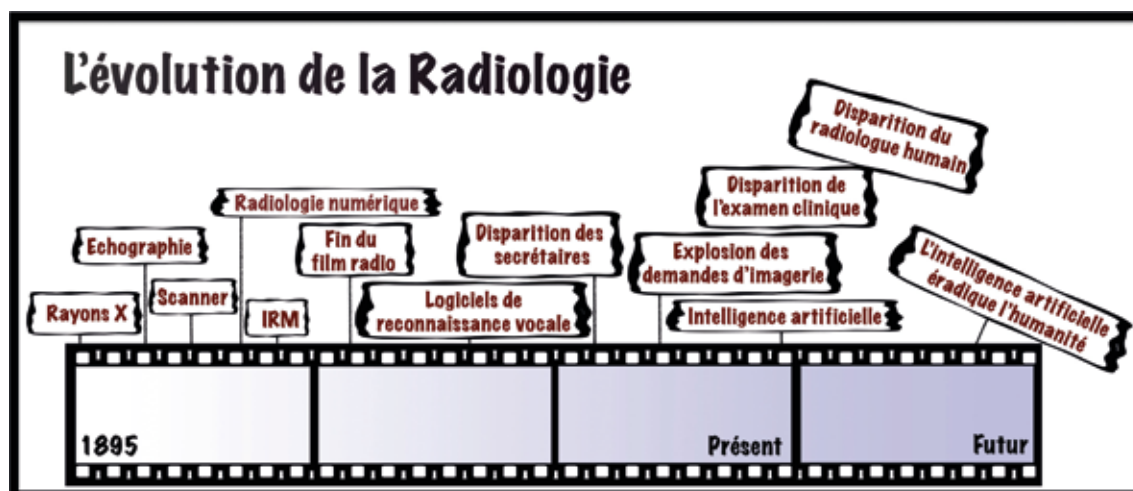 L'évolution de la Radiologie
Disparition du
radiologue humain
Disparition de
l'examen clinique
Radiologie numérique
Echographie
Fin du
film radio
Disparition des
secrétaires
Explosion des
demandes d'imagerie
L'intelligence artificielle
éradique l'humanité
Rayons X
Scanner
IRM
Logiciels de
reconnaissance vocale
Intelligence artificielle
1895
Présent
Futur